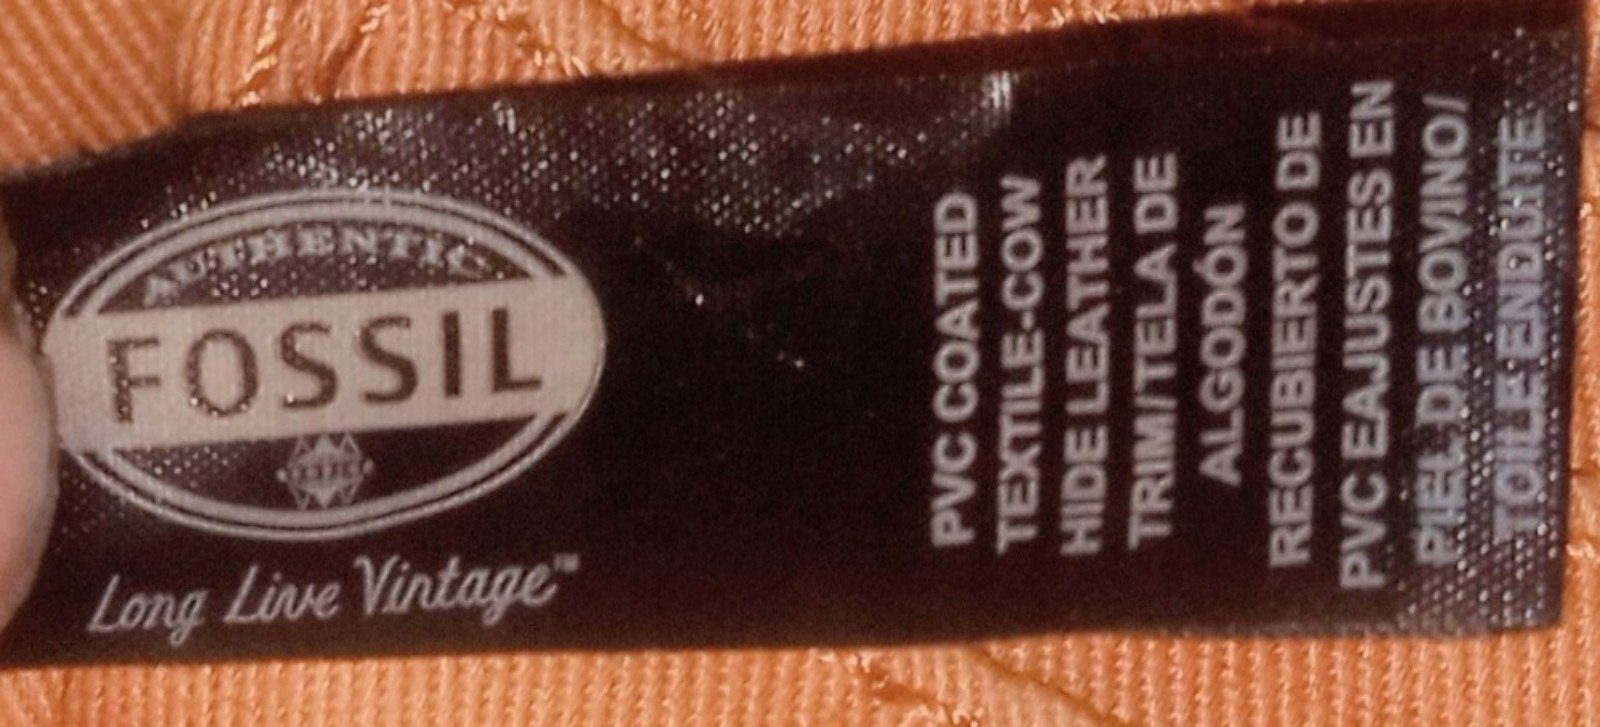 AUTHENTIC
FOSSIL
Long Live Vintage™
PVC COATED
TEXTILE-COW
HIDE LEATHER
TRIM/TELA DE
ALGODÓN
RECUBIERTO DE
PVC EAJUSTES EN
PIEL DE BOVINO/
TOILE ENDUITE